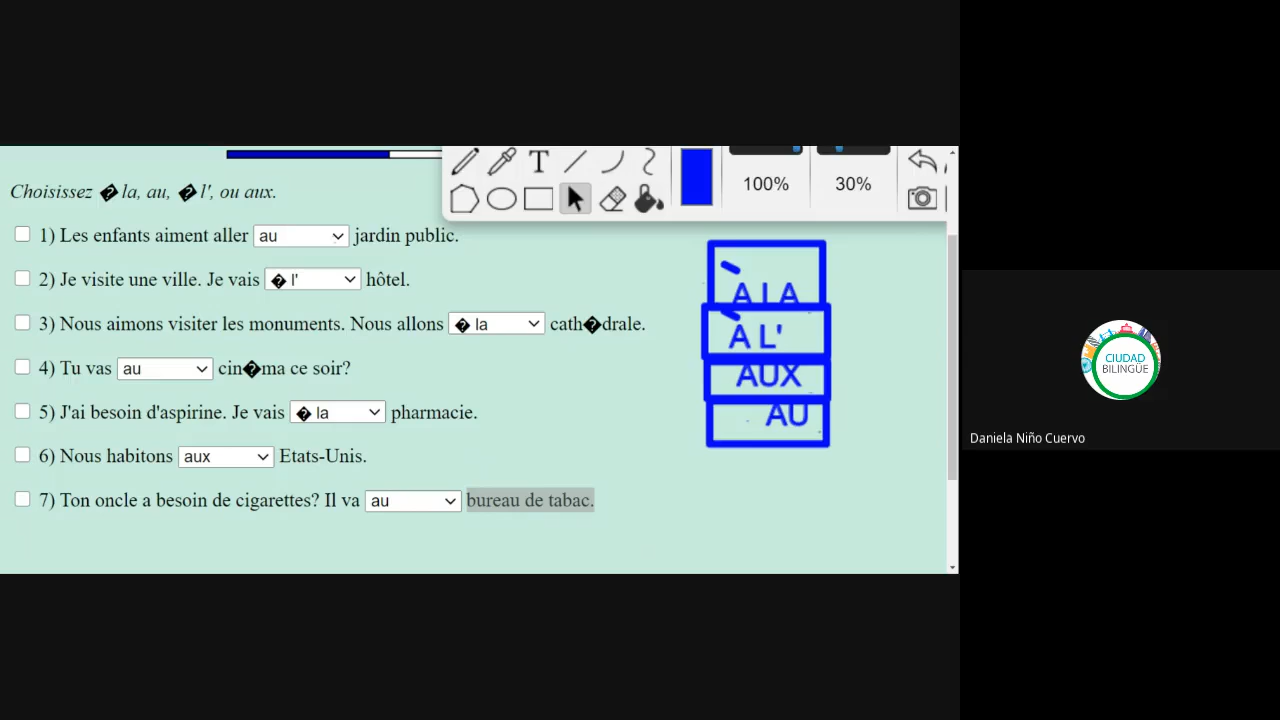 T
100%
30%
Choisissez � la, au, � l', ou aux.
1) Les enfants aiment aller au jardin public.
2) Je visite une ville. Je vais � l' hôtel.
3) Nous aimons visiter les monuments. Nous allons � la cath�drale.
4) Tu vas au cin�ma ce soir?
5) J'ai besoin d'aspirine. Je vais � la pharmacie.
6) Nous habitons aux Etats-Unis.
7) Ton oncle a besoin de cigarettes? Il va au bureau de tabac.
À LA
À L'
AUX
AU
CIUDAD
BILINGÜE
Daniela Niño Cuervo